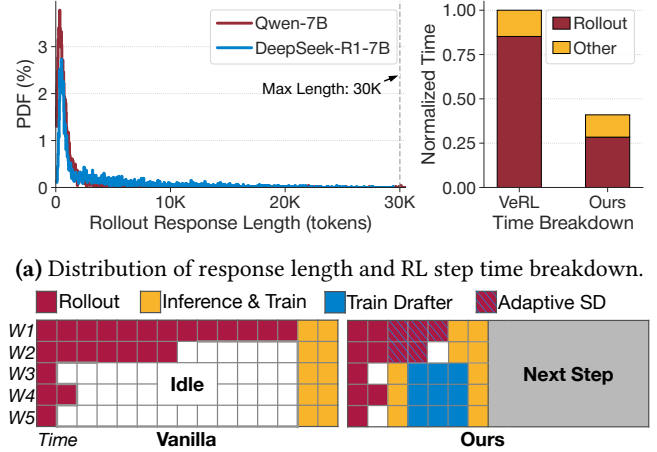 PDF (%)
3
2
1
0
Qwen-7B
DeepSeek-R1-7B
Max Length: 30K
0
10K
20K
30K
Rollout Response Length (tokens)
Normalized Time
1.00
0.75
0.50
0.25
0.00
Rollout
Other
VeRL
Ours
Time Breakdown
(a) Distribution of response length and RL step time breakdown.
Rollout
Inference & Train
Train Drafter
Adaptive SD
W1
W2
W3
W4
W5
Idle
Next Step
Time
Vanilla
Ours